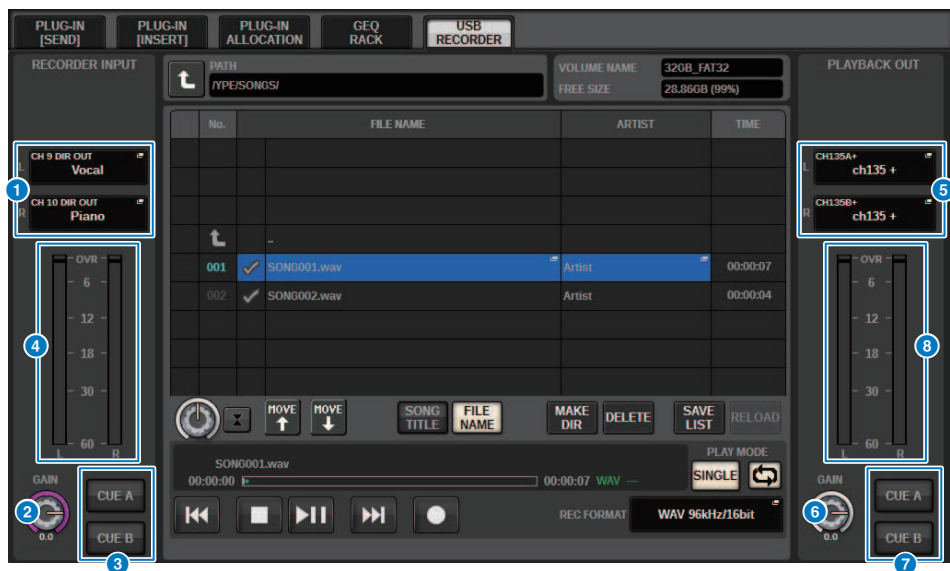 PLUG-IN [SEND]
PLUG-IN [INSERT]
PLUG-IN ALLOCATION
GEQ RACK
USB RECORDER
RECORDER INPUT
PATH
/YPE/SONGS/
VOLUME NAME 32GB_FAT32
FREE SIZE 28.86GB (99%)
PLAYBACK OUT
No. FILE NAME ARTIST TIME
1
L
CH 9 DIR OUT
Vocal
R
CH 10 DIR OUT
Piano
5
L
CH135A+
ch135 +
R
CH135B+
ch135 +
001 SONG001.wav Artist 00:00:07
002 SONG002.wav Artist 00:00:04
4
OVR
6
12
18
30
60
L R
8
OVR
6
12
18
30
60
L R
MOVE
MOVE
SONG TITLE
FILE NAME
MAKE DIR
DELETE
SAVE LIST
RELOAD
SONG001.wav
00:00:00 00:00:07 WAV ---
PLAY MODE
SINGLE
REC FORMAT WAV 96kHz/16bit
GAIN
2
0.0
CUE A
CUE B
3
GAIN
6
0.0
CUE A
CUE B
7